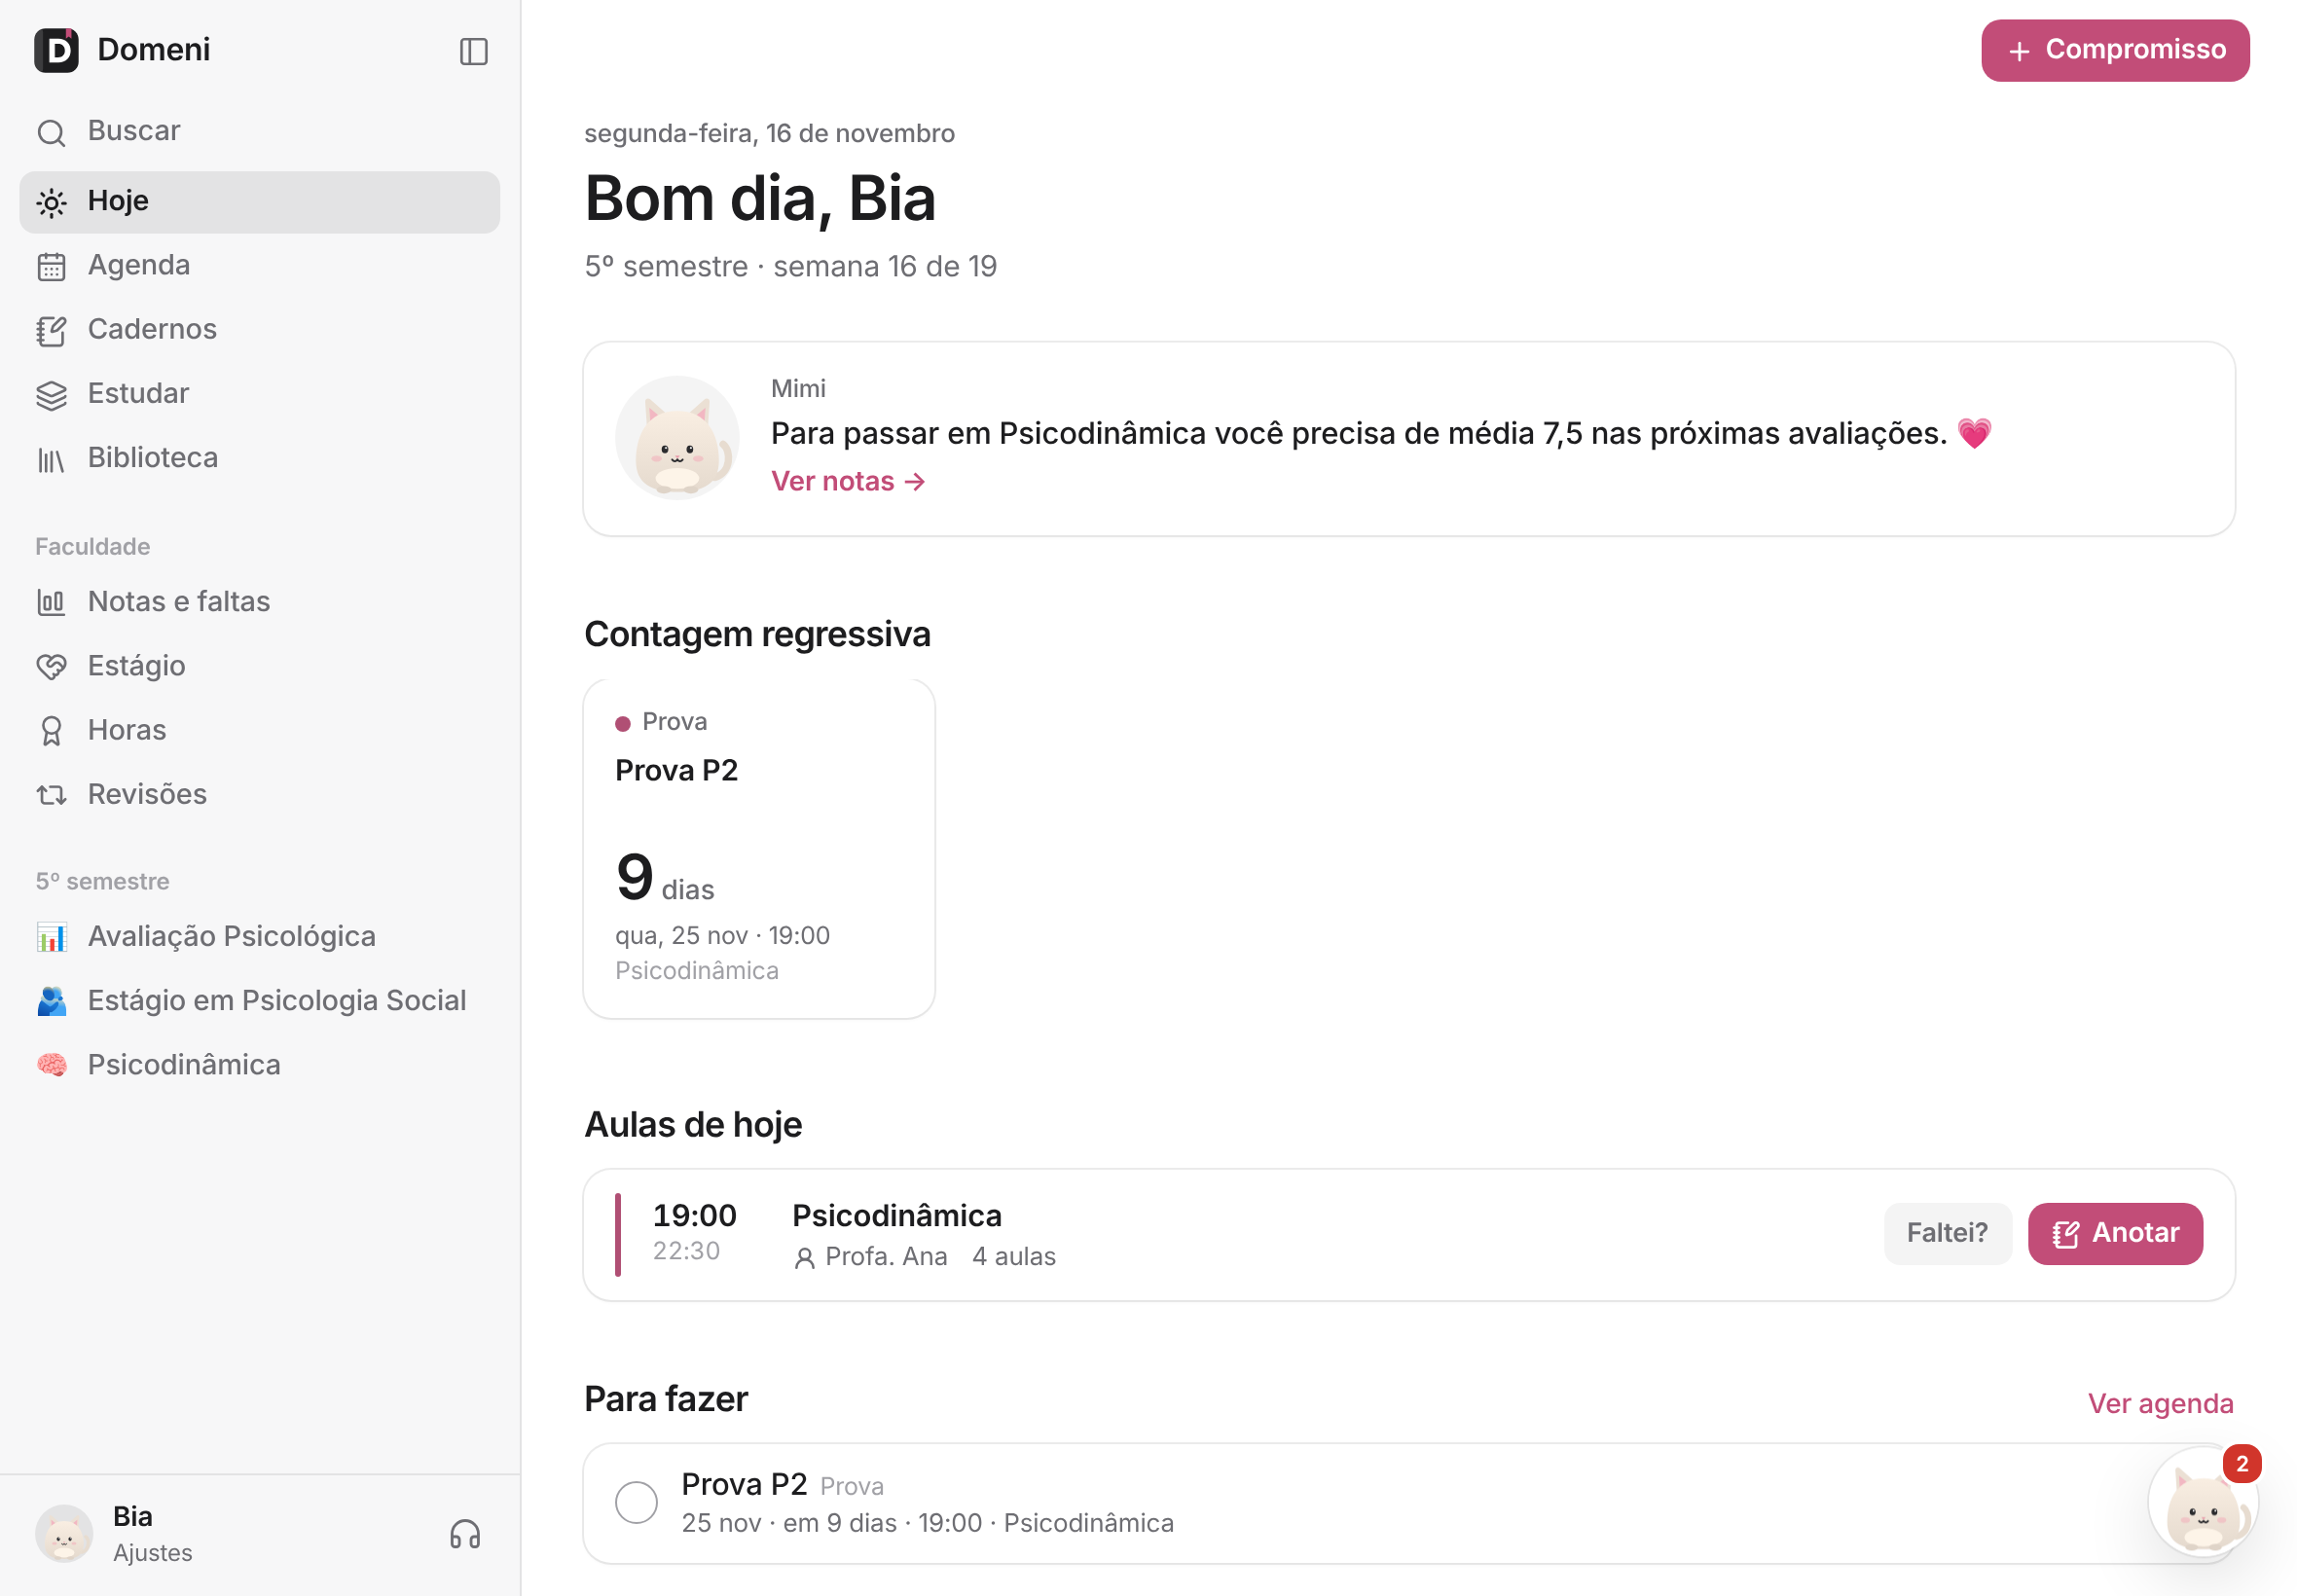 Domeni
Buscar
Hoje
Agenda
Cadernos
Estudar
Biblioteca
Faculdade
Notas e faltas
Estágio
Horas
Revisões
5º semestre
Avaliação Psicológica
Estágio em Psicologia Social
Psicodinâmica
Bia
Ajustes
+ Compromisso
segunda-feira, 16 de novembro
Bom dia, Bia
5º semestre · semana 16 de 19
Mimi
Para passar em Psicodinâmica você precisa de média 7,5 nas próximas avaliações. 💗
Ver notas →
Contagem regressiva
Prova
Prova P2
9 dias
qua, 25 nov · 19:00
Psicodinâmica
Aulas de hoje
19:00 Psicodinâmica
22:30 Profa. Ana 4 aulas
Faltei? Anotar
Para fazer
Ver agenda
Prova P2 Prova
25 nov · em 9 dias · 19:00 · Psicodinâmica
2